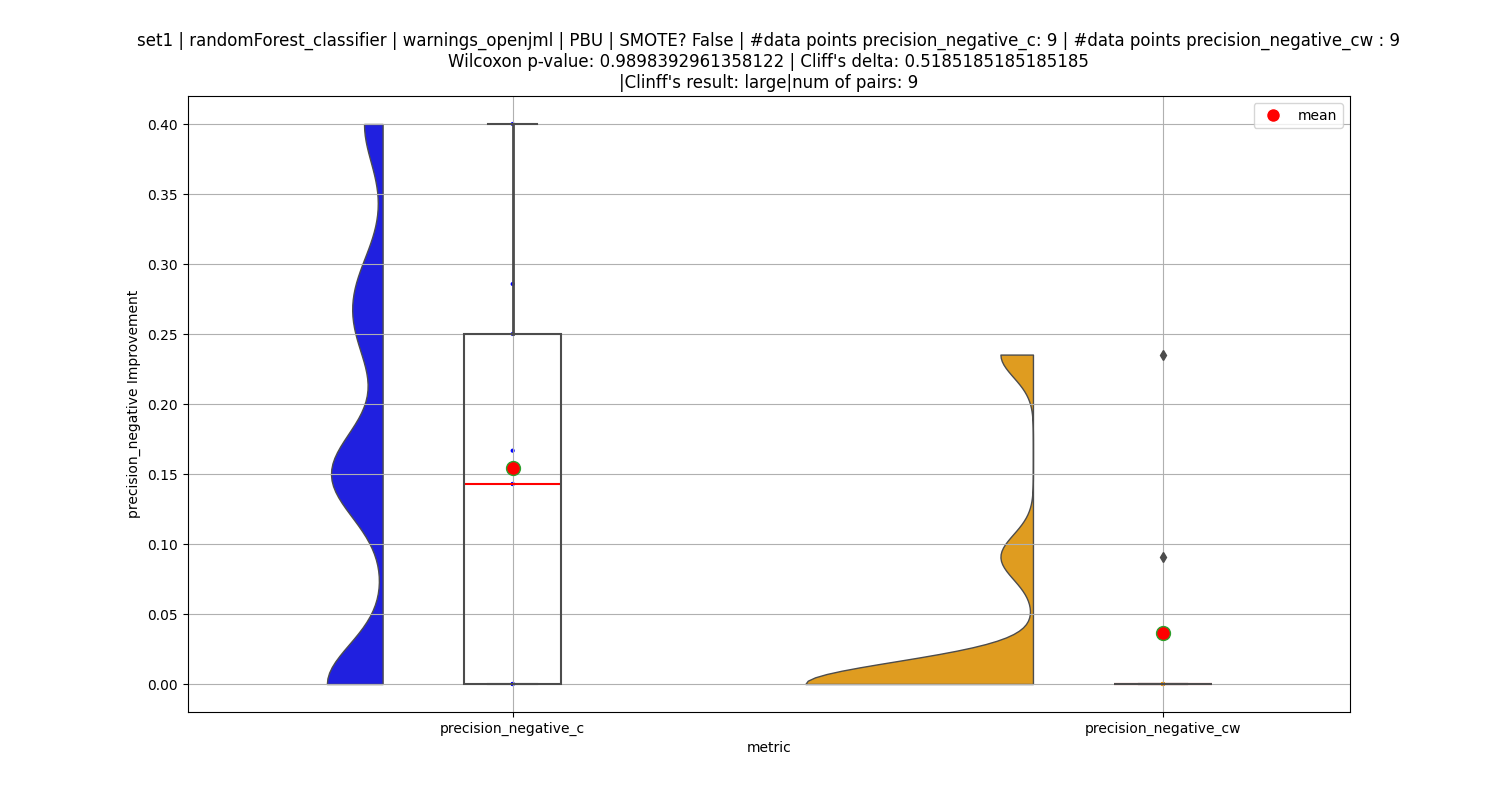 set1 | randomForest_classifier | warnings_openjml | PBU | SMOTE? False | #data points precision_negative_c: 9 | #data points precision_negative_cw : 9
Wilcoxon p-value: 0.9898392961358122 | Cliff's delta: 0.5185185185185185
|Clinff's result: large|num of pairs: 9
mean
0.40
0.35
0.30
0.25
0.20
0.15
0.10
0.05
0.00
precision_negative Improvement
precision_negative_c
precision_negative_cw
metric